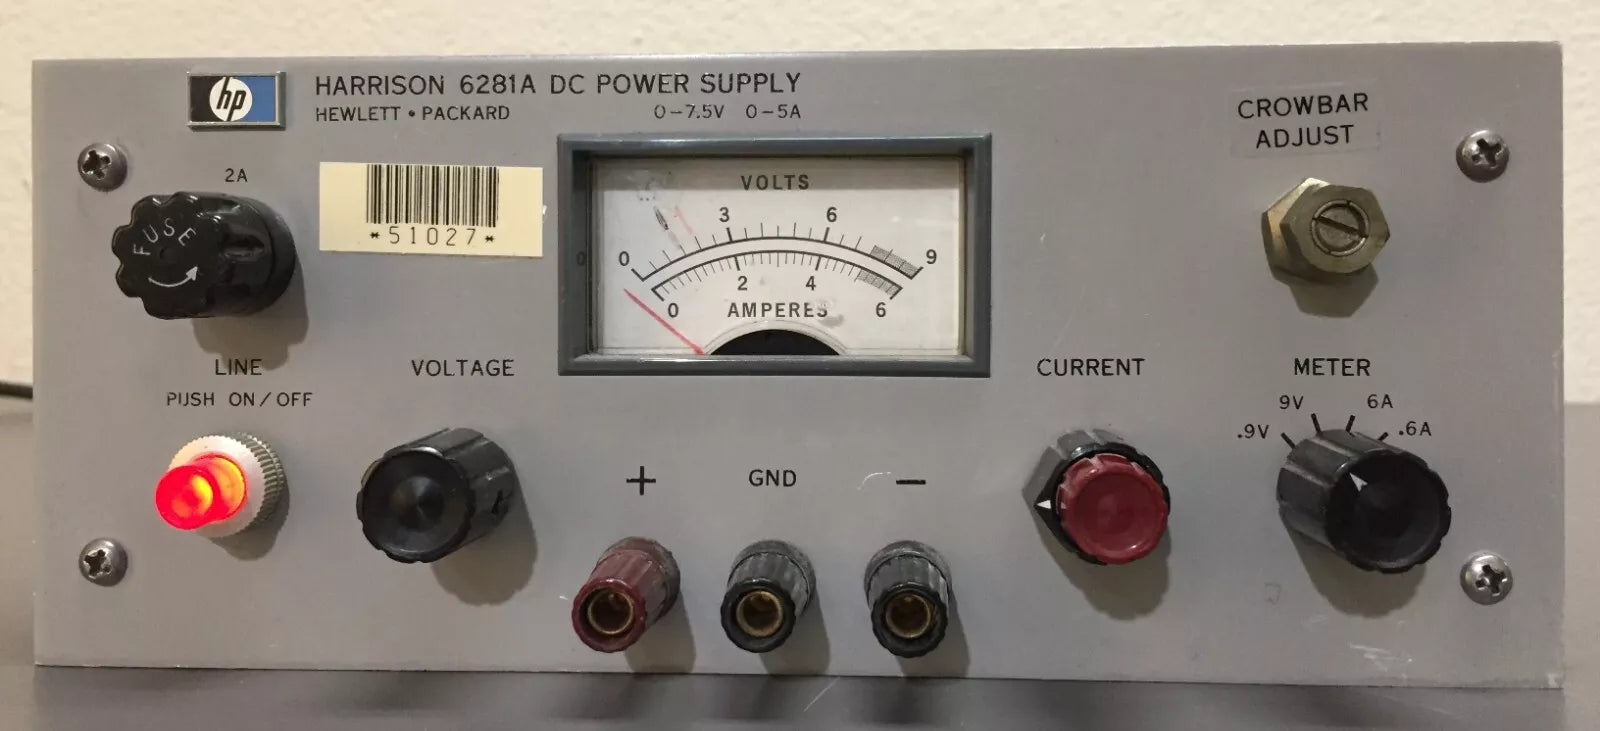 hp
HARRISON 6281A DC POWER SUPPLY
HEWLETT • PACKARD 0-7.5V 0-5A
CROWBAR
ADJUST
2A
FUSE
*51027*
VOLTS
0 3 6 9
0 2 4 6
AMPERES
LINE
PUSH ON/OFF
VOLTAGE
CURRENT
METER
.9V 9V 6A .6A
+ GND -